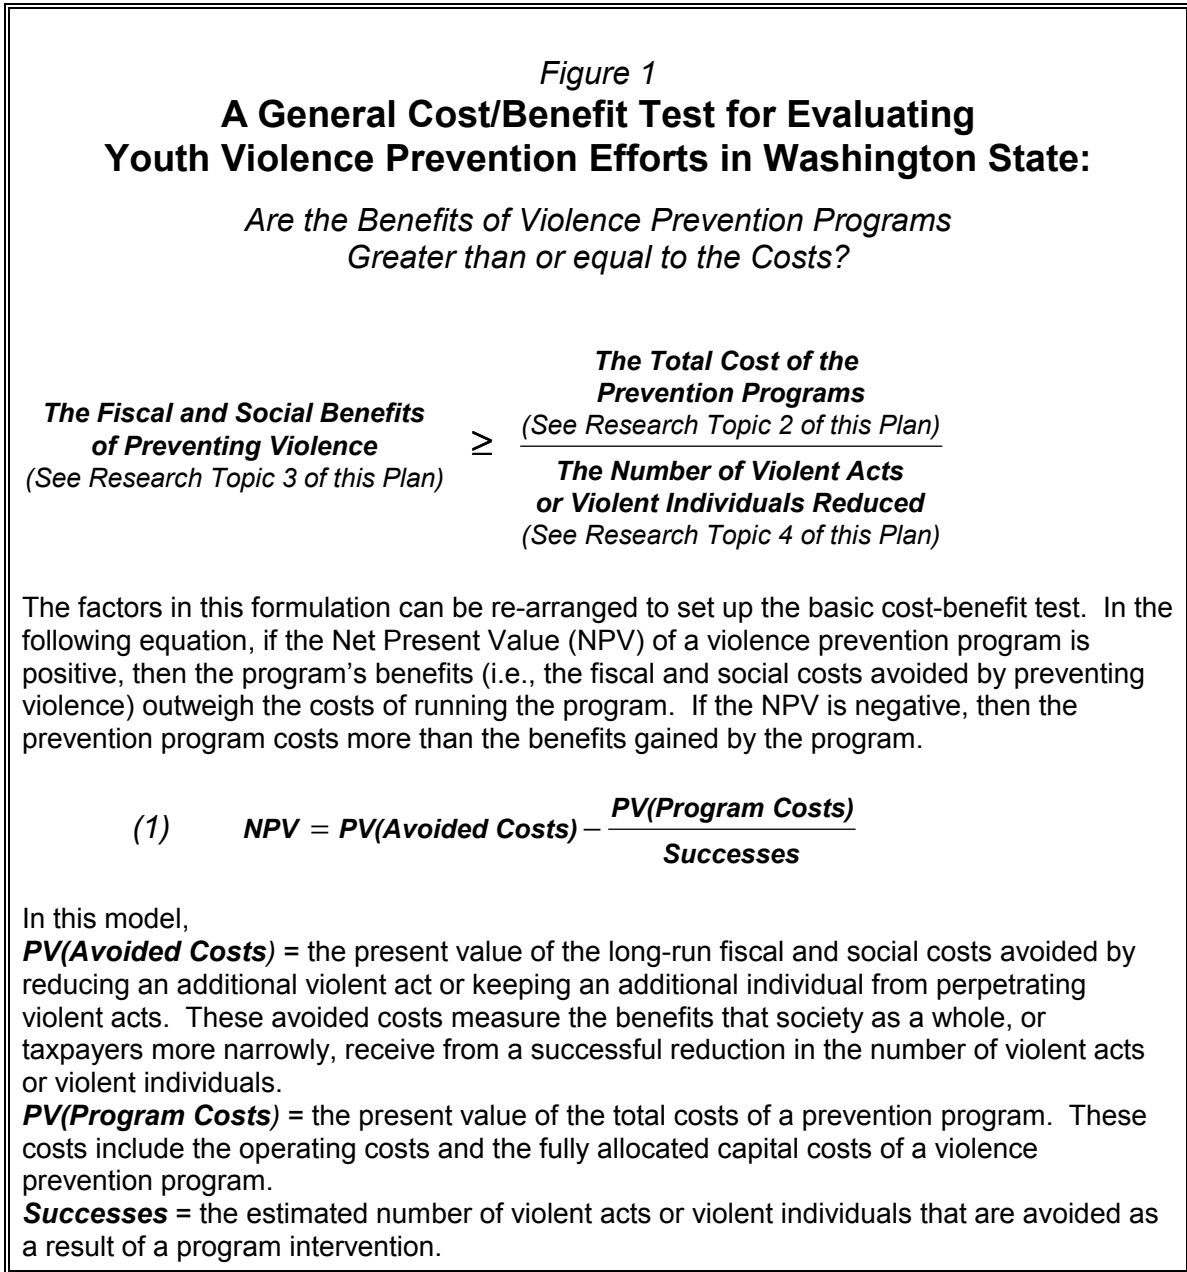 Figure 1
A General Cost/Benefit Test for Evaluating
Youth Violence Prevention Efforts in Washington State:
Are the Benefits of Violence Prevention Programs
Greater than or equal to the Costs?
The Fiscal and Social Benefits
of Preventing Violence
(See Research Topic 3 of this Plan)
≥
The Total Cost of the
Prevention Programs
(See Research Topic 2 of this Plan)
The Number of Violent Acts
or Violent Individuals Reduced
(See Research Topic 4 of this Plan)
The factors in this formulation can be re-arranged to set up the basic cost-benefit test. In the
following equation, if the Net Present Value (NPV) of a violence prevention program is
positive, then the program's benefits (i.e., the fiscal and social costs avoided by preventing
violence) outweigh the costs of running the program. If the NPV is negative, then the
prevention program costs more than the benefits gained by the program.
(1) NPV = PV(Avoided Costs) − PV(Program Costs)
Successes
In this model,
PV(Avoided Costs) = the present value of the long-run fiscal and social costs avoided by
reducing an additional violent act or keeping an additional individual from perpetrating
violent acts. These avoided costs measure the benefits that society as a whole, or
taxpayers more narrowly, receive from a successful reduction in the number of violent acts
or violent individuals.
PV(Program Costs) = the present value of the total costs of a prevention program. These
costs include the operating costs and the fully allocated capital costs of a violence
prevention program.
Successes = the estimated number of violent acts or violent individuals that are avoided as
a result of a program intervention.